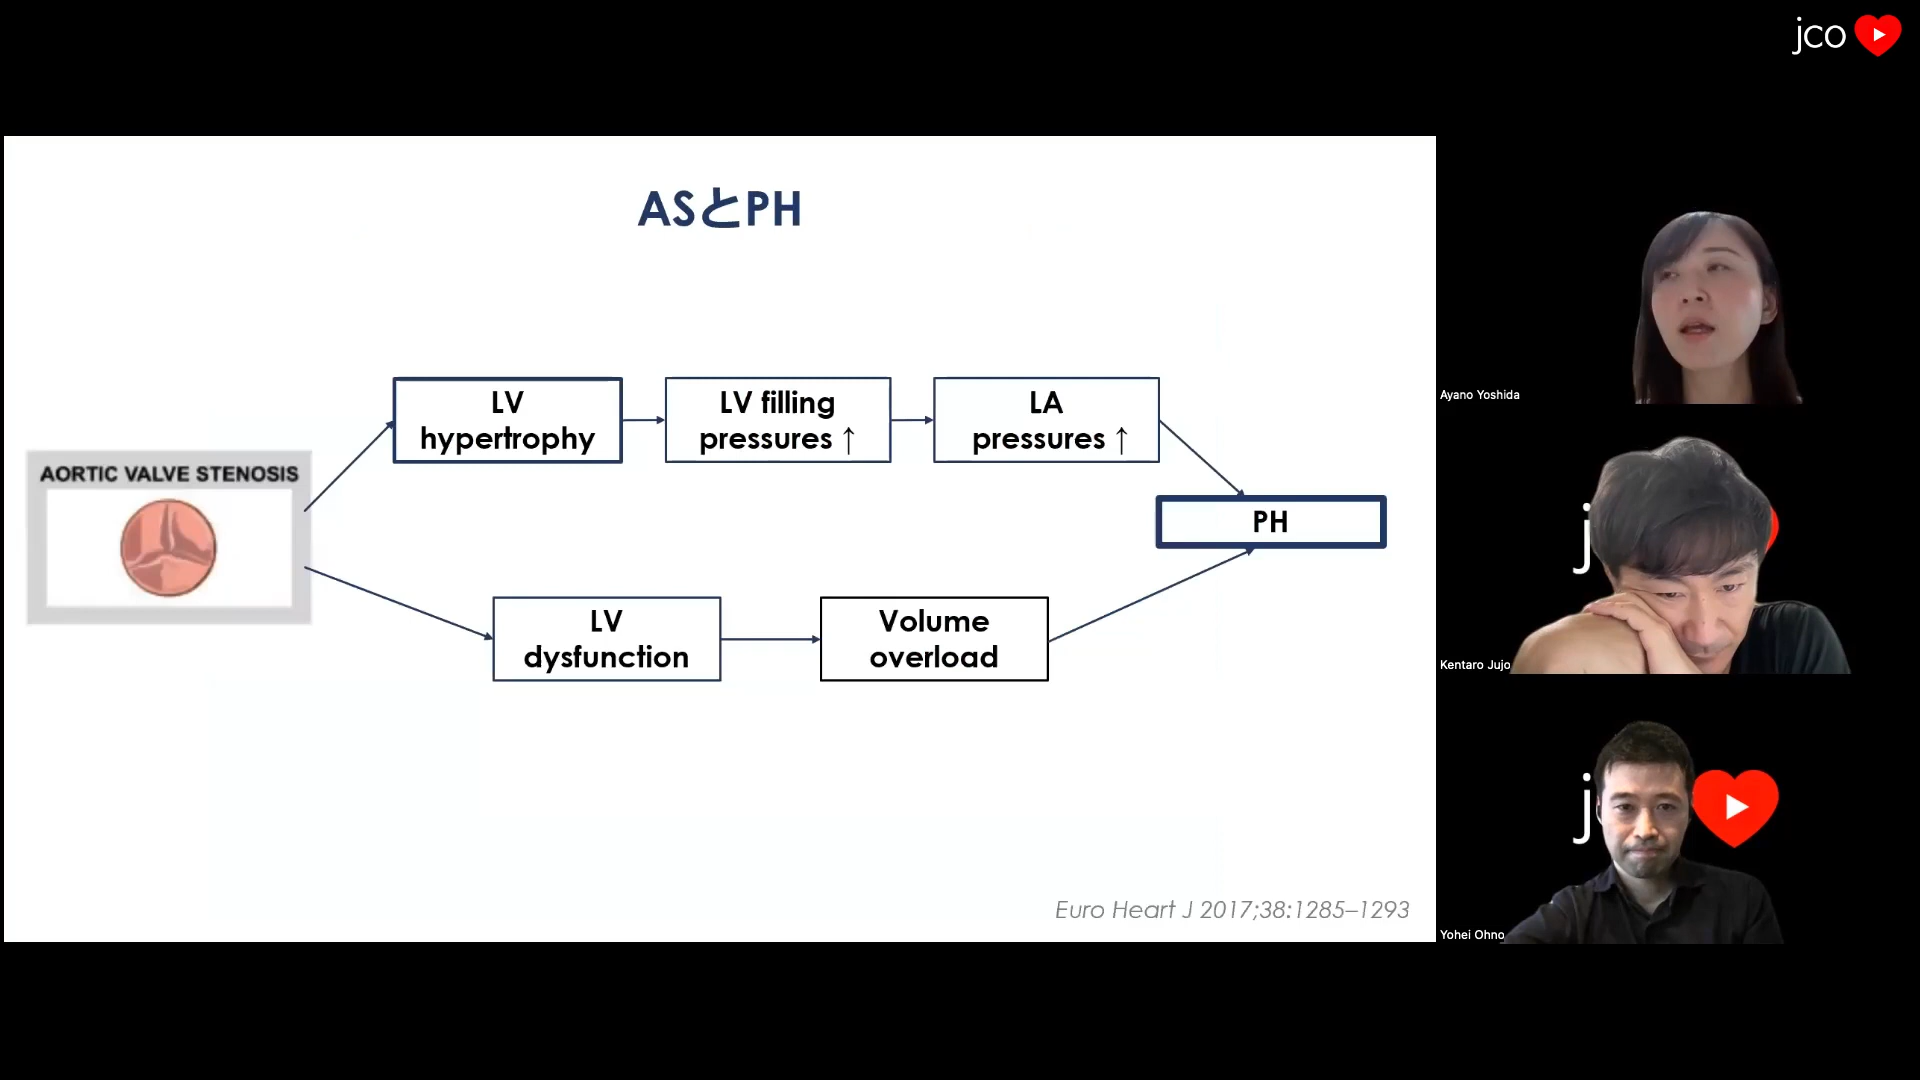 jco
ASとPH
LV
hypertrophy
LV filling
pressures ↑
LA
pressures ↑
AORTIC VALVE STENOSIS
PH
LV
dysfunction
Volume
overload
Euro Heart J 2017;38:1285–1293
Ayano Yoshida
j
Kentaro Jujo
j
Yohei Ohno